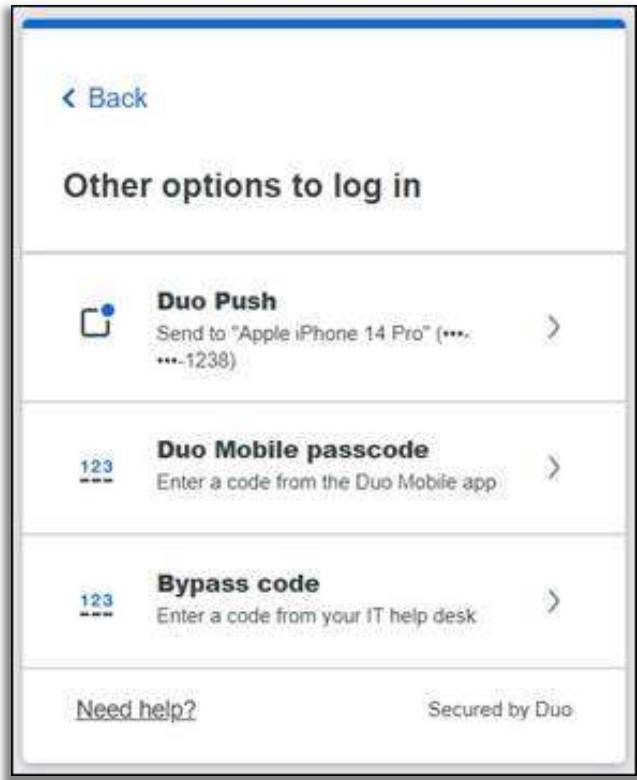 Back
Other options to log in
Duo Push
Send to "Apple iPhone 14 Pro" (•••-
•••-1238)
123
Duo Mobile passcode
Enter a code from the Duo Mobile app
123
Bypass code
Enter a code from your IT help desk
Need help?
Secured by Duo